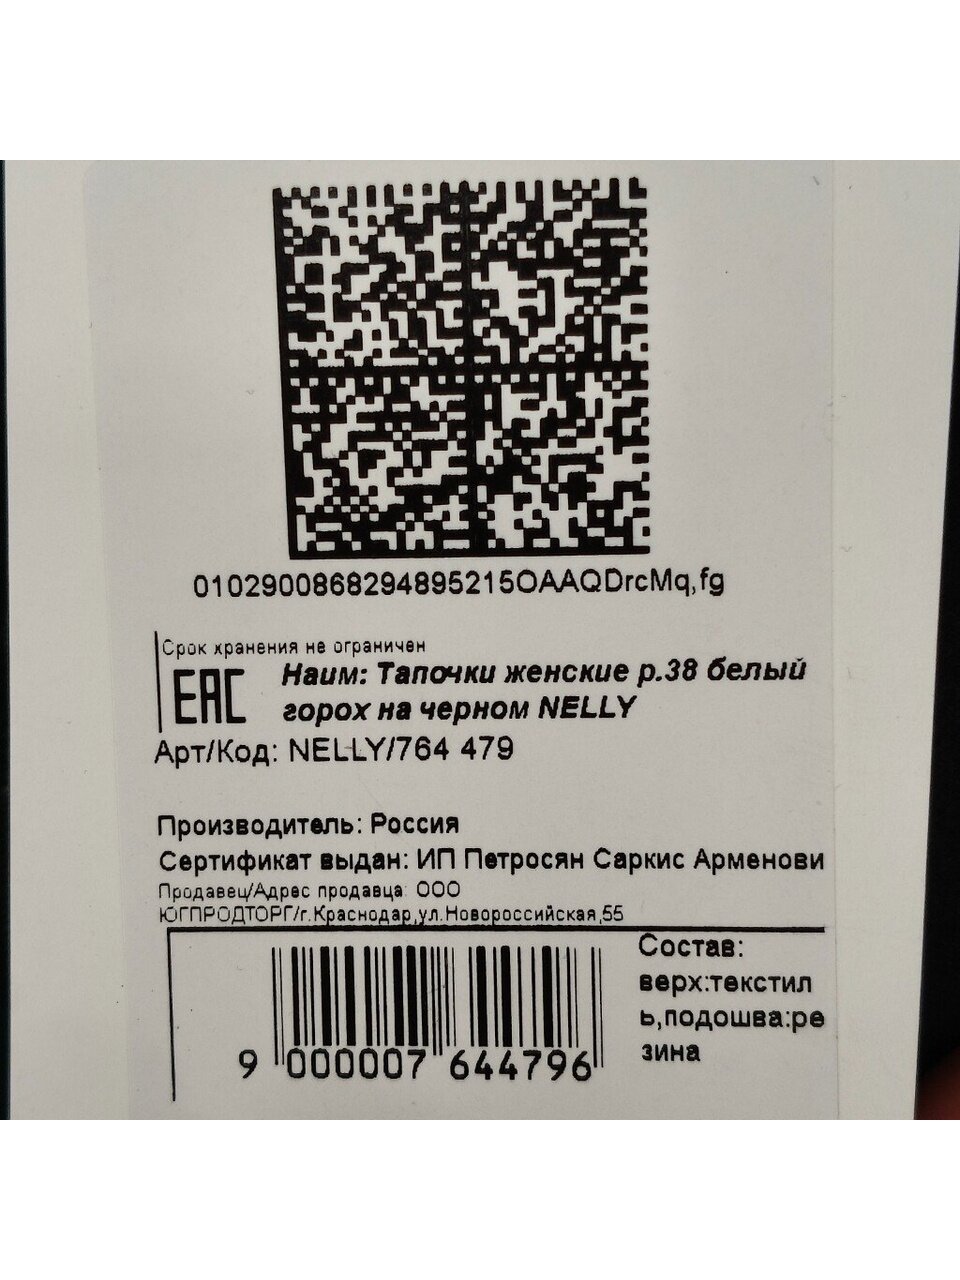 0102900868294895215OAAQDrcMq,fg
Срок хранения не ограничен
EAC
Наим: Тапочки женские р.38 белый
горох на черном NELLY
Арт/Код: NELLY/764 479
Производитель: Россия
Сертификат выдан: ИП Петросян Саркис Арменови
Продавец/Адрес продавца: ООО
ЮГПРОДТОРГ/г.Краснодар,ул.Новороссийская,55
Состав:
верх:текстил
ь,подошва:ре
зина
9 000007 644796